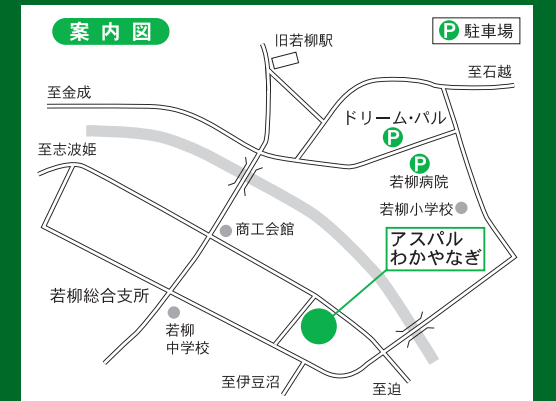 案内図
P 駐車場
旧若柳駅
至石越
至金成
ドリーム・パル
P
至志波姫
P
若柳病院
若柳小学校
商工会館
アスパル
わかやなぎ
若柳総合支所
若柳
中学校
至伊豆沼
至迫